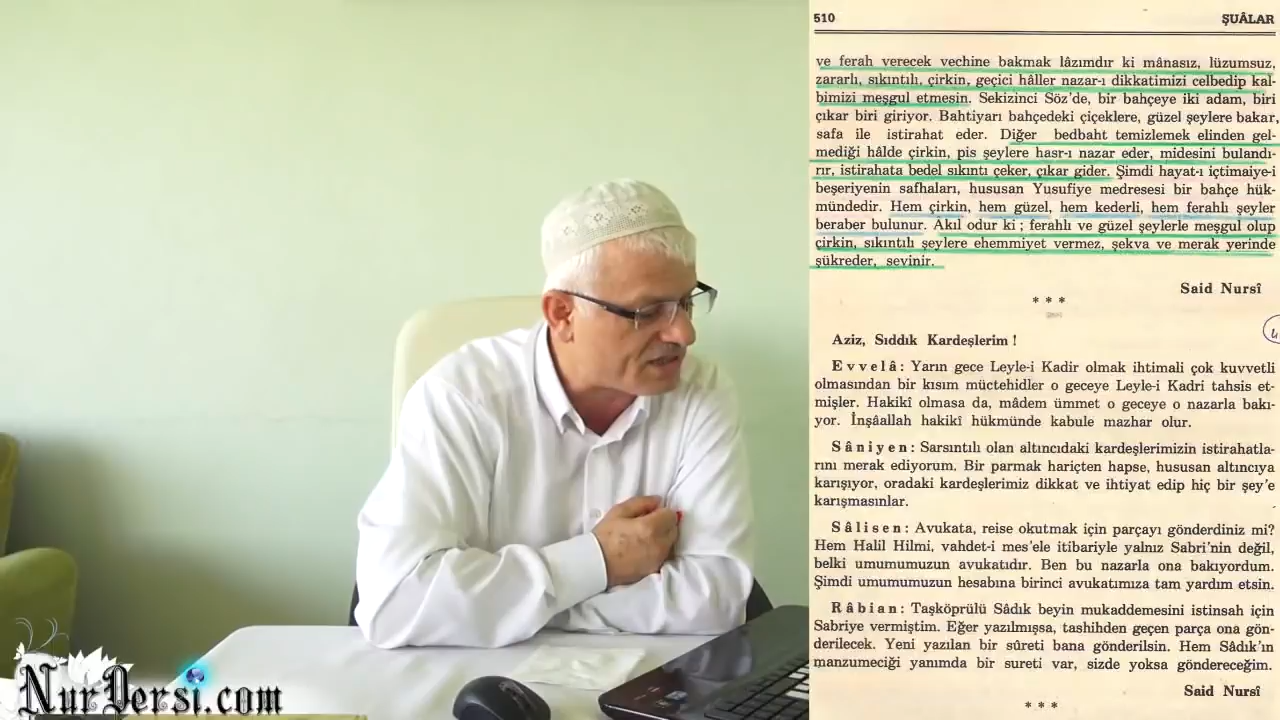 510 ŞUÂLAR
ve ferah verecek vechine bakmak lâzımdır ki mânasız, lüzumsuz,
zararlı, sıkıntılı, çirkin, geçici hâller nazar-ı dikkatimizi celbedip kal-
bimizi meşgul etmesin. Sekizinci Söz'de, bir bahçeye iki adam, biri
çıkar biri giriyor. Bahtiyarı bahçedeki çiçeklere, güzel şeylere bakar,
safa ile istirahat eder. Diğer bedbaht temizlemek elinden gel-
mediği hâlde çirkin, pis şeylere hasr-ı nazar eder, midesini bulandı-
rır, istirahata bedel sıkıntı çeker, çıkar gider. Şimdi hayat-ı içtimaiye-i
beşeriyenin safhaları, hususan Yusufiye medresesi bir bahçe hük-
mündedir. Hem çirkin, hem güzel, hem kederli, hem ferahlı şeyler
beraber bulunur. Akıl odur ki ; ferahlı ve güzel şeylerle meşgul olup
çirkin, sıkıntılı şeylere ehemmiyet vermez, şekva ve merak yerinde
şükreder, sevinir.
Said Nursî
* * *
Aziz, Sıddık Kardeşlerim !
Evvelâ: Yarın gece Leyle-i Kadir olmak ihtimali çok kuvvetli
olmasından bir kısım müctehidler o geceye Leyle-i Kadri tahsis et-
mişler. Hakikî olmasa da, mâdem ümmet o geceye o nazarla bakı-
yor. İnşâallah hakikî hükmünde kabule mazhar olur.
Sâniyen: Sarsıntılı olan altıncıdaki kardeşlerimizin istirahatla-
rını merak ediyorum. Bir parmak hariçten hapse, hususan altıncıya
karışıyor, oradaki kardeşlerimiz dikkat ve ihtiyat edip hiç bir şey'e
karışmasınlar.
Sâlisen: Avukata, reise okutmak için parçayı gönderdiniz mi?
Hem Halil Hilmi, vahdet-i mes'ele itibariyle yalnız Sabri'nin değil,
belki umumumuzun avukatıdır. Ben bu nazarla ona bakıyordum.
Şimdi umumumuzun hesabına birinci avukatımıza tam yardım etsin.
Râbian: Taşköprülü Sâdık beyin mukaddemesini istinsah için
Sabriye vermiştim. Eğer yazılmışsa, tashihden geçen parça ona gön-
derilecek. Yeni yazılan bir sûreti bana gönderilsin. Hem Sâdık'ın
manzumeciği yanımda bir sureti var, sizde yoksa göndereceğim.
Said Nursî
* * *
NurDersi.com